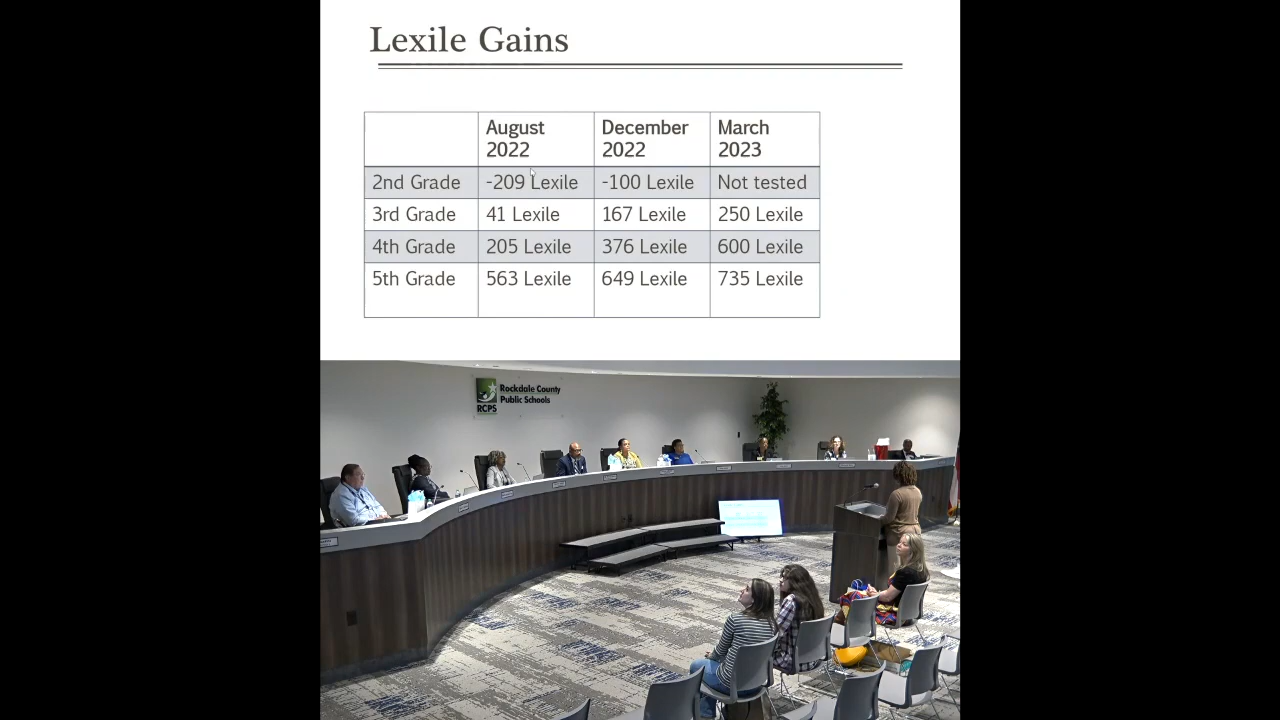 Lexile Gains
August 2022 December 2022 March 2023
2nd Grade -209 Lexile -100 Lexile Not tested
3rd Grade 41 Lexile 167 Lexile 250 Lexile
4th Grade 205 Lexile 376 Lexile 600 Lexile
5th Grade 563 Lexile 649 Lexile 735 Lexile
Rockdale County
Public Schools
RCPS